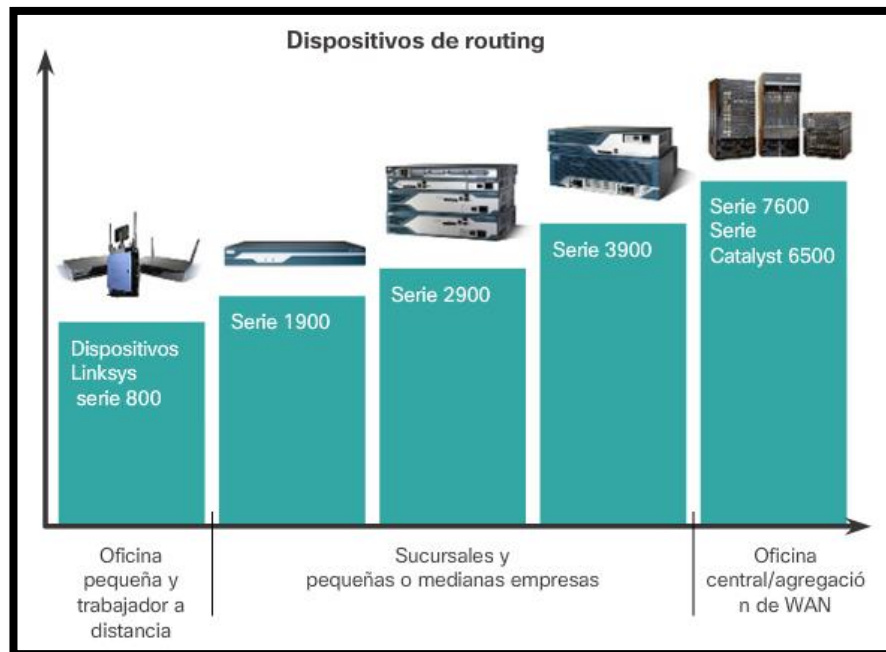 Dispositivos de routing
Dispositivos
Linksys
serie 800
Serie 1900
Serie 2900
Serie 3900
Serie 7600
Serie
Catalyst 6500
Oficina
pequeña y
trabajador a
distancia
Sucursales y
pequeñas o medianas empresas
Oficina
central/agregació
n de WAN